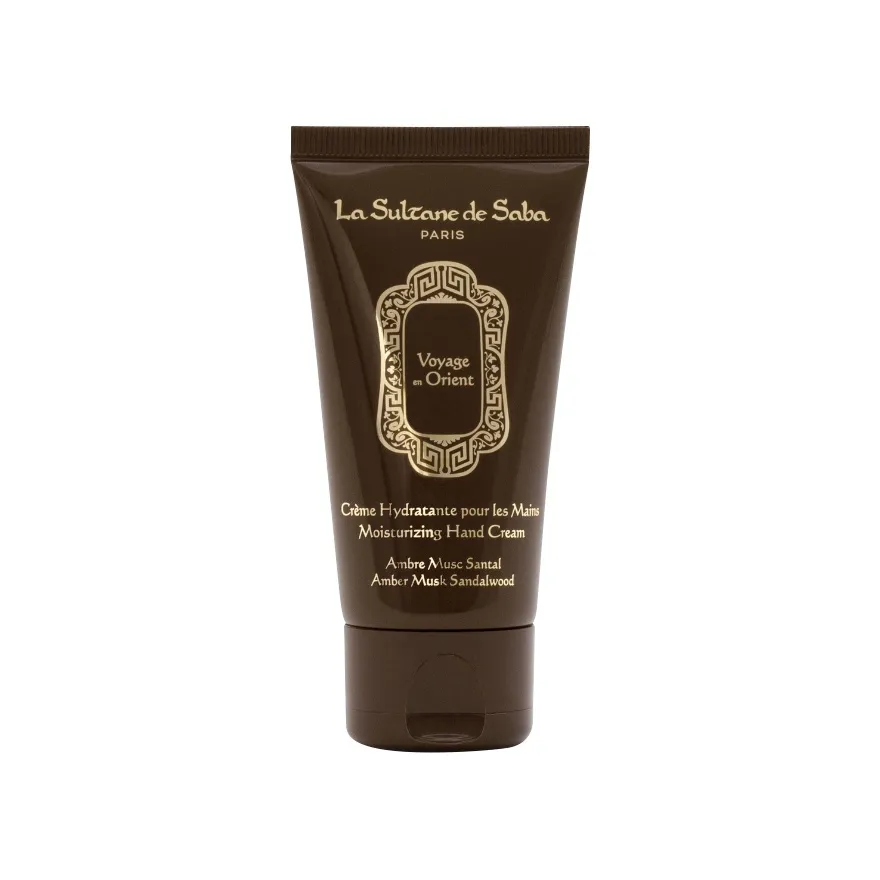 La Sultane de Saba
PARIS
Voyage
en Orient
Crème Hydratante pour les Mains
Moisturizing Hand Cream
Ambre Musc Santal
Amber Musk Sandalwood